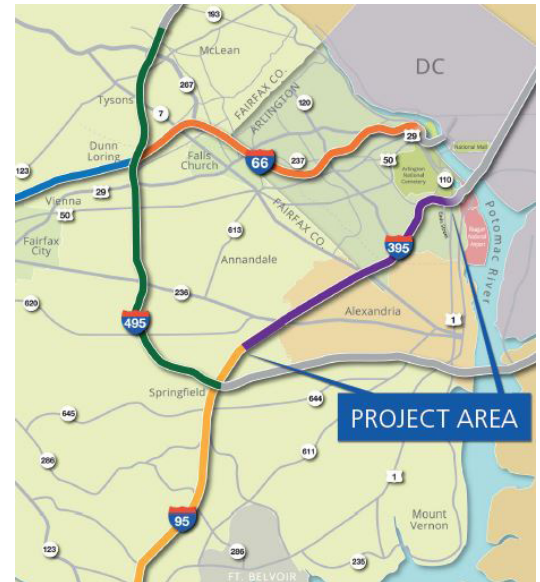 193
McLean
DC
267
Tysons
FAIRFAX CO.
ARLINGTON
120
7
29
Dunn
Loring
Falls
Church
66
237
50
National Mall
Arlington
National
Cemetery
110
123
29
Vienna
50
Fairfax
City
FAIRFAX CO.
613
Annandale
395
Potomac
River
620
236
495
Alexandria
1
Springfield
644
645
PROJECT AREA
286
611
1
95
Mount
Vernon
123
286
235
FT. BELVOIR